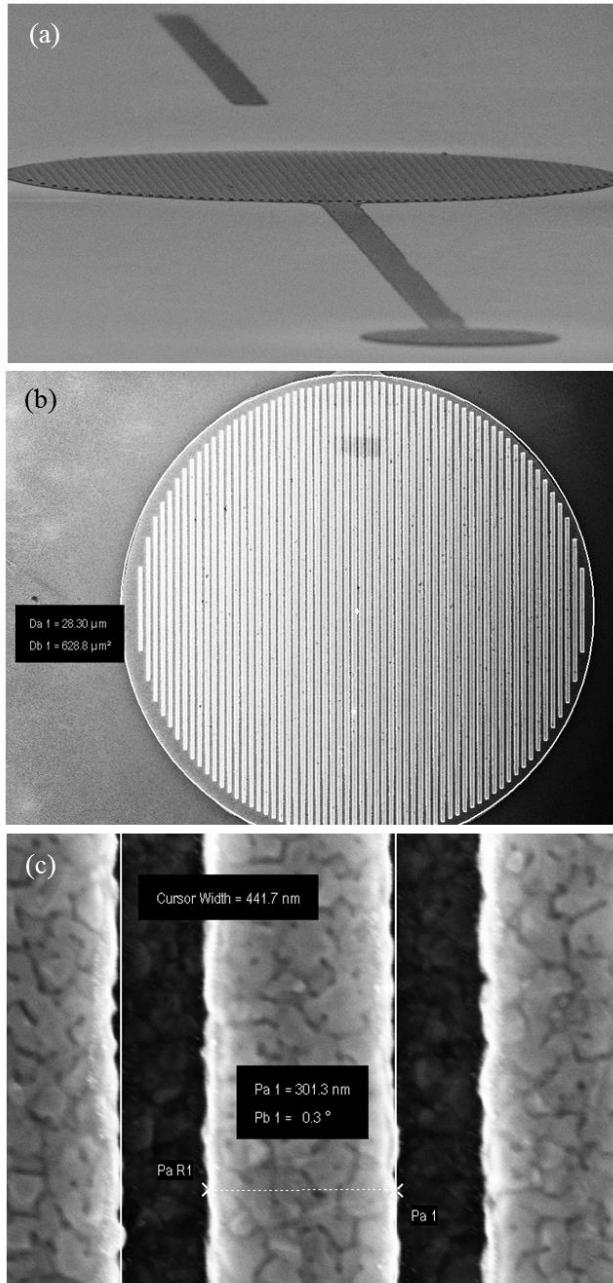 (a)
(b)
Da 1 = 28.30 µm
Db 1 = 628.8 µm²
(c)
Cursor Width = 441.7 nm
Pa 1 = 301.3 nm
Pb 1 = 0.3 °
Pa R1
Pa 1